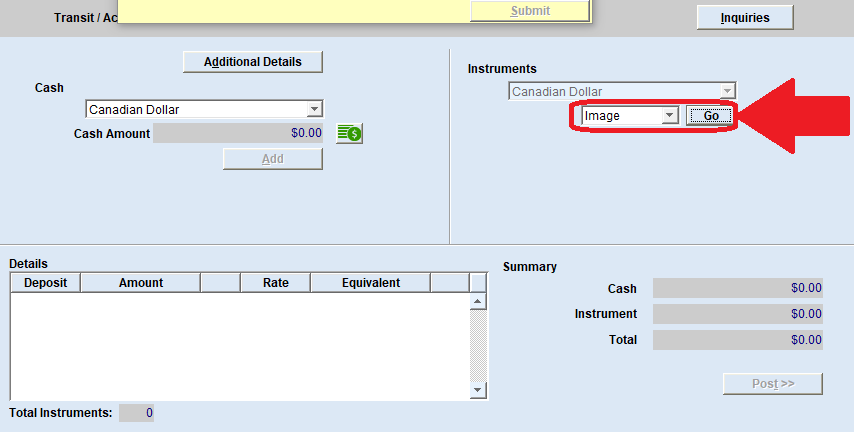 Submit
Transit / Ac
Inquiries
Additional Details
Instruments
Cash
Canadian Dollar
Canadian Dollar
Image
Go
Cash Amount
$0.00
$
Add
Details
Summary
Deposit Amount Rate Equivalent
Cash $0.00
Instrument $0.00
Total $0.00
Post >>
Total Instruments: 0